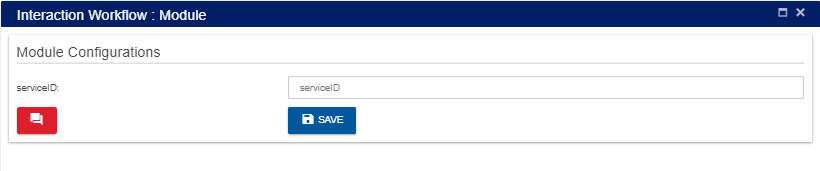 Interaction Workflow : Module
Module Configurations
serviceID:
serviceID
SAVE